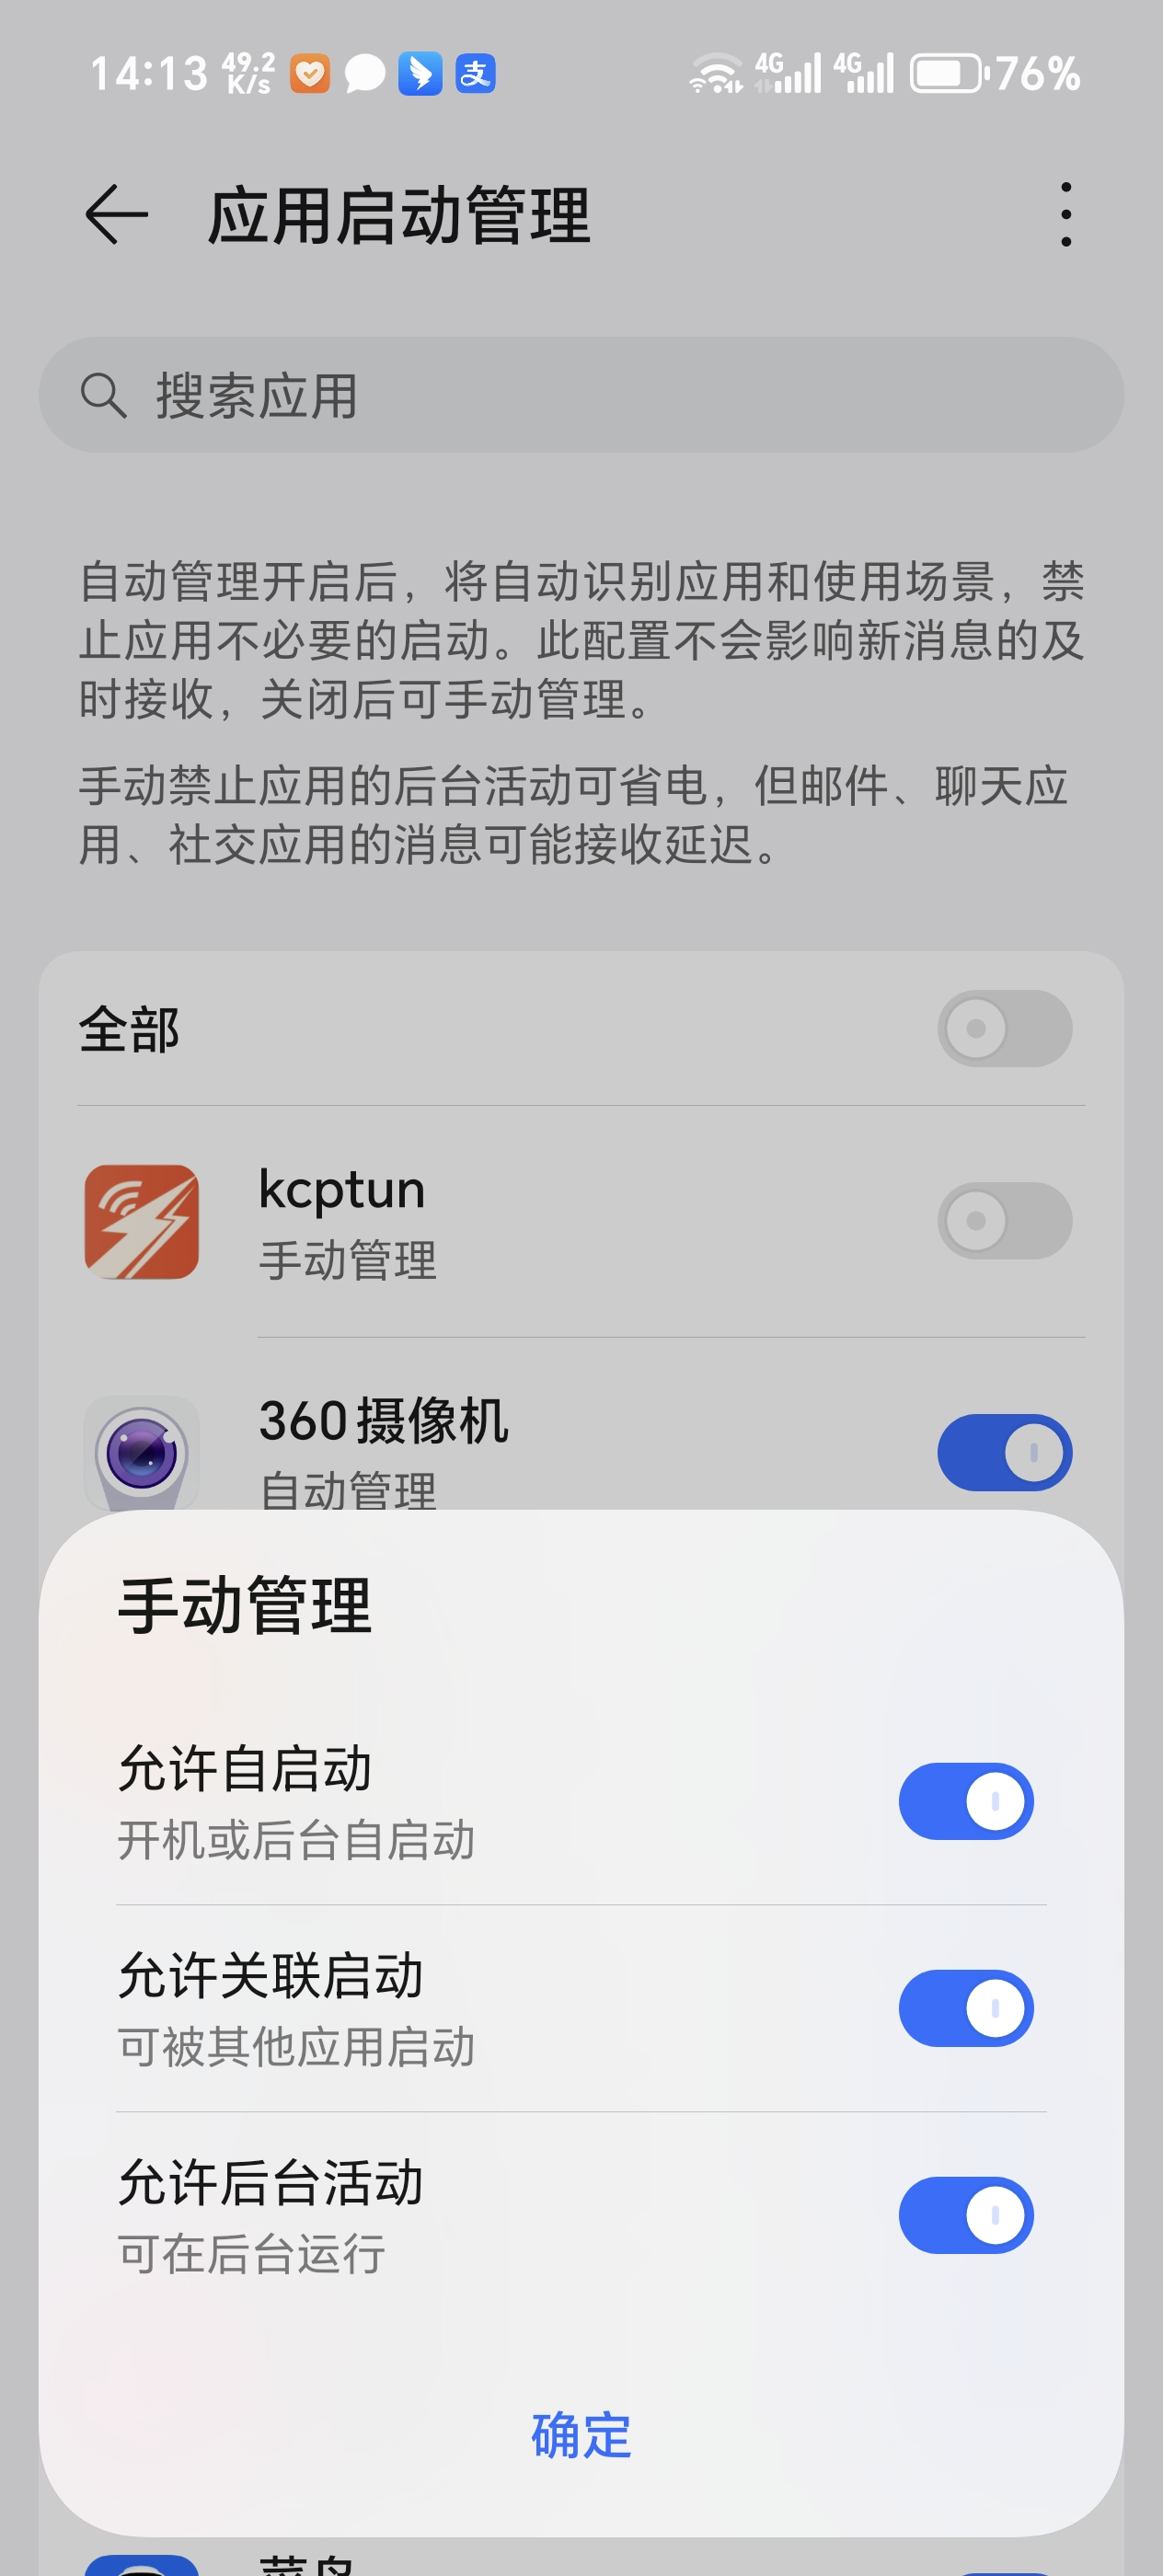 14:13
49.2
K/s
支
4G
4G
76%
应用启动管理
搜索应用
自动管理开启后，将自动识别应用和使用场景，禁
止应用不必要的启动。此配置不会影响新消息的及
时接收，关闭后可手动管理。
手动禁止应用的后台活动可省电，但邮件、聊天应
用、社交应用的消息可能接收延迟。
全部
kcptun
手动管理
360摄像机
自动管理
手动管理
允许自启动
开机或后台自启动
允许关联启动
可被其他应用启动
允许后台活动
可在后台运行
确定
菜鸟